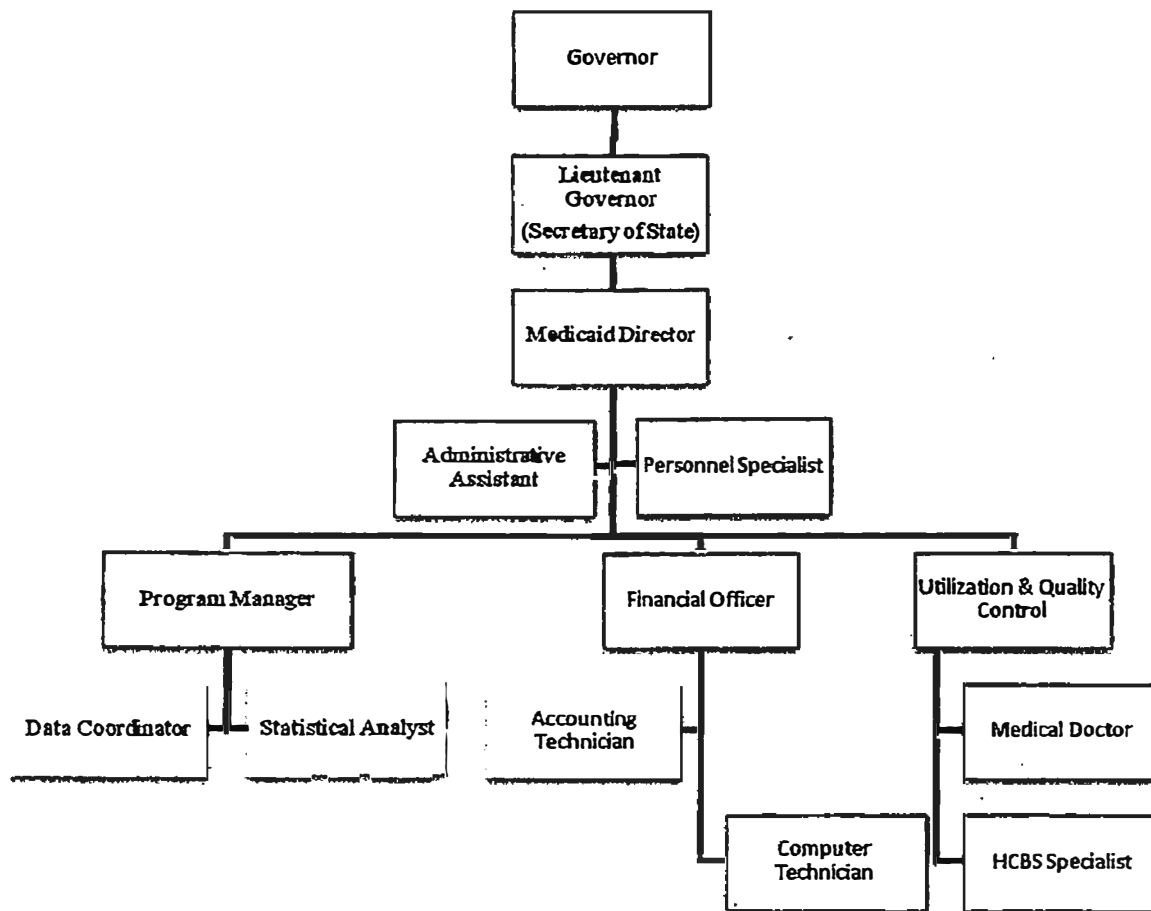 Governor
Lieutenant
Governor
(Secretary of State)
Medicaid Director
Administrative
Assistant
Personnel Specialist
Program Manager
Financial Officer
Utilization & Quality
Control
Data Coordinator
Statistical Analyst
Accounting
Technician
Medical Doctor
Computer
Technician
HCBS Specialist